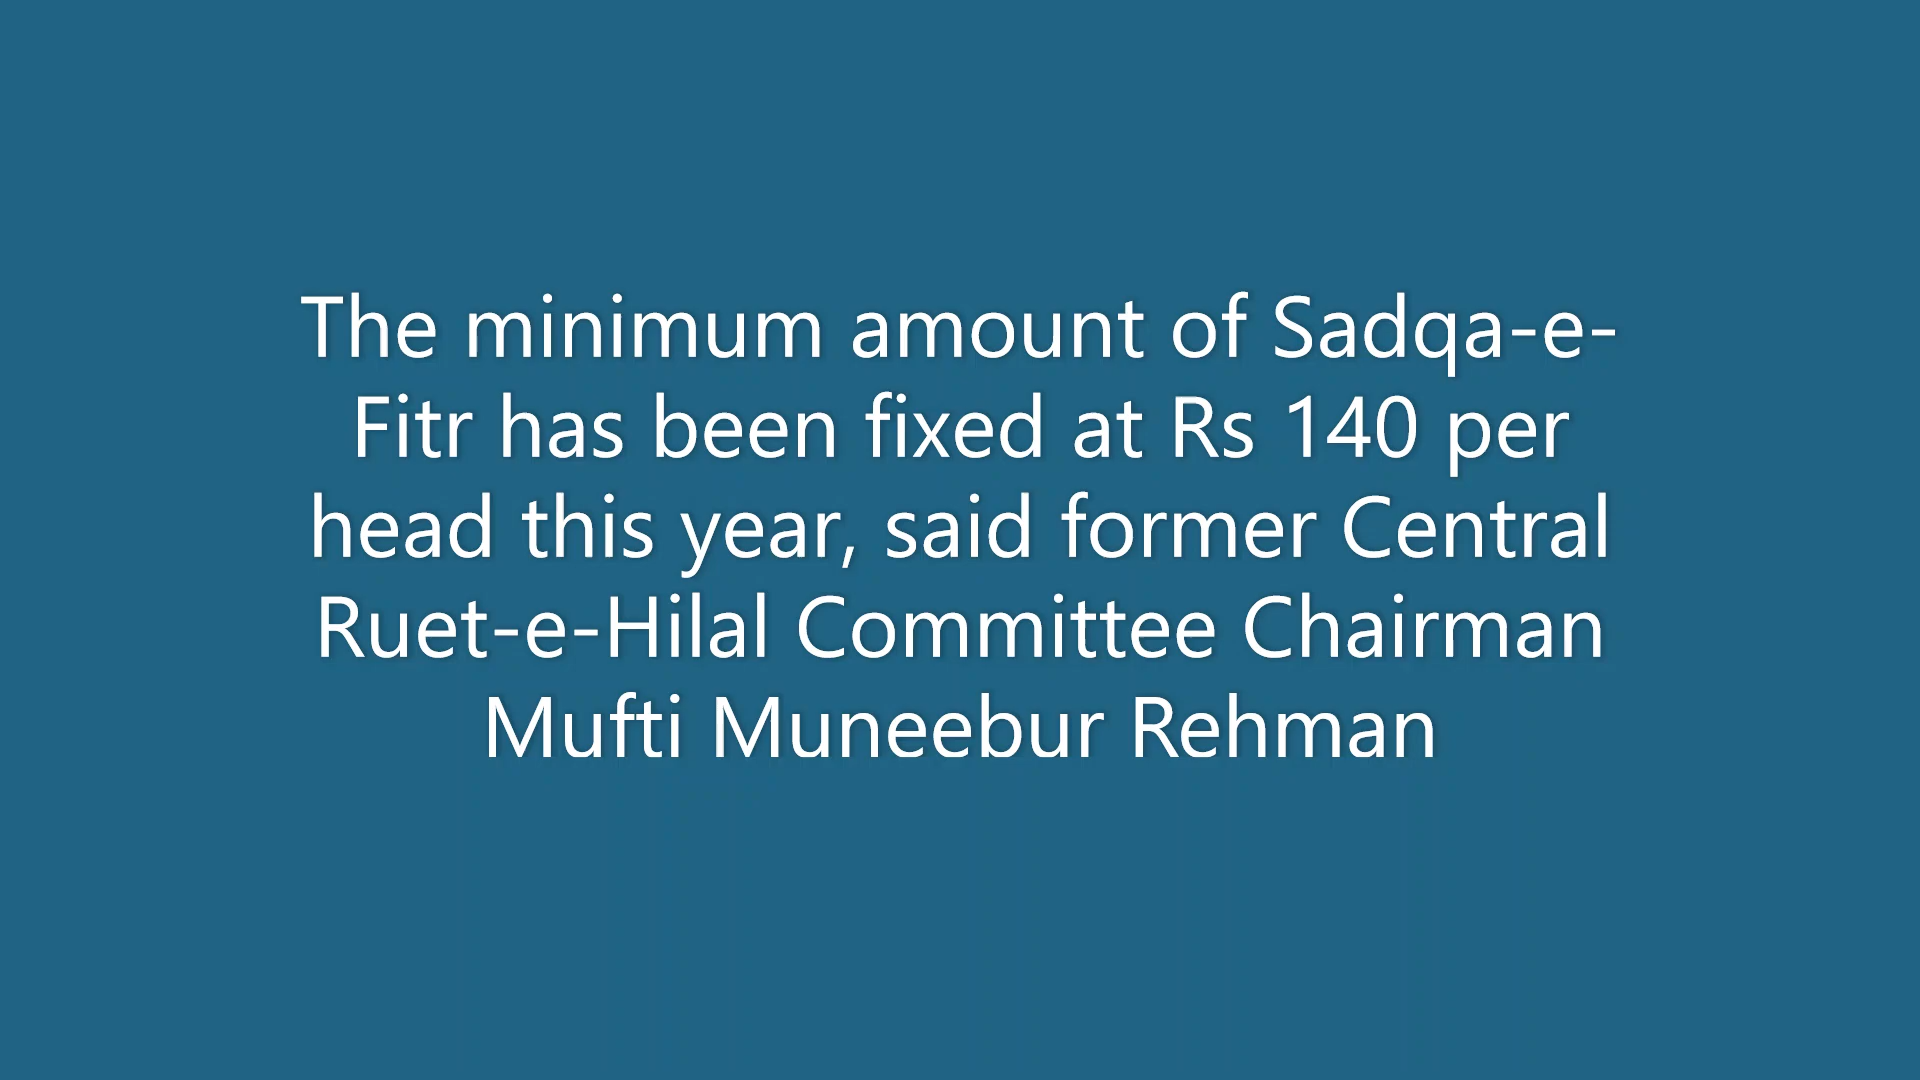 The minimum amount of Sadqa-e-
Fitr has been fixed at Rs 140 per
head this year, said former Central
Ruet-e-Hilal Committee Chairman
Mufti Muneebur Rehman